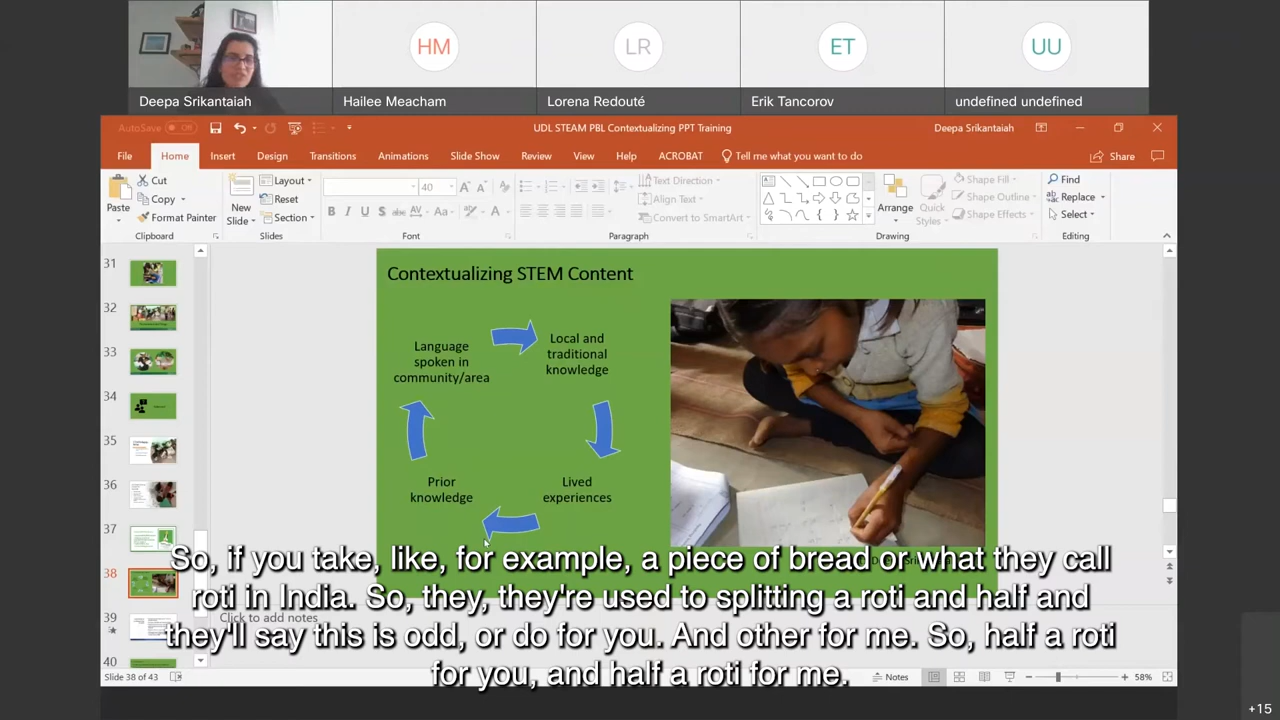 HM
LR
ET
UU
Deepa Srikantaiah
Hailee Meacham
Lorena Redouté
Erik Tancorov
undefined undefined
AutoSave
Off
UDL STEAM PBL Contextualizing PPT Training
Deepa Srikantaiah
File
Home
Insert
Design
Transitions
Animations
Slide Show
Review
View
Help
ACROBAT
Tell me what you want to do
Share
Paste
Cut
Copy
Format Painter
Clipboard
New
Slide
Layout
Reset
Section
Slides
40
Font
Text Direction
Align Text
Convert to SmartArt
Paragraph
Arrange
Quick
Styles
Shape Fill
Shape Outline
Shape Effects
Drawing
Find
Replace
Select
Editing
31
32
33
34
35
36
37
38
39
40
Contextualizing STEM Content
Language
spoken in
community/area
Local and
traditional
knowledge
Lived
experiences
Prior
knowledge
So, if you take, like, for example, a piece of bread or what they call
roti in India. So, they, they're used to splitting a roti and half and
they'll say this is odd, or do for you. And other for me. So, half a roti
for you, and half a roti for me.
Click to add notes
Slide 38 of 43
Notes
58%
+15